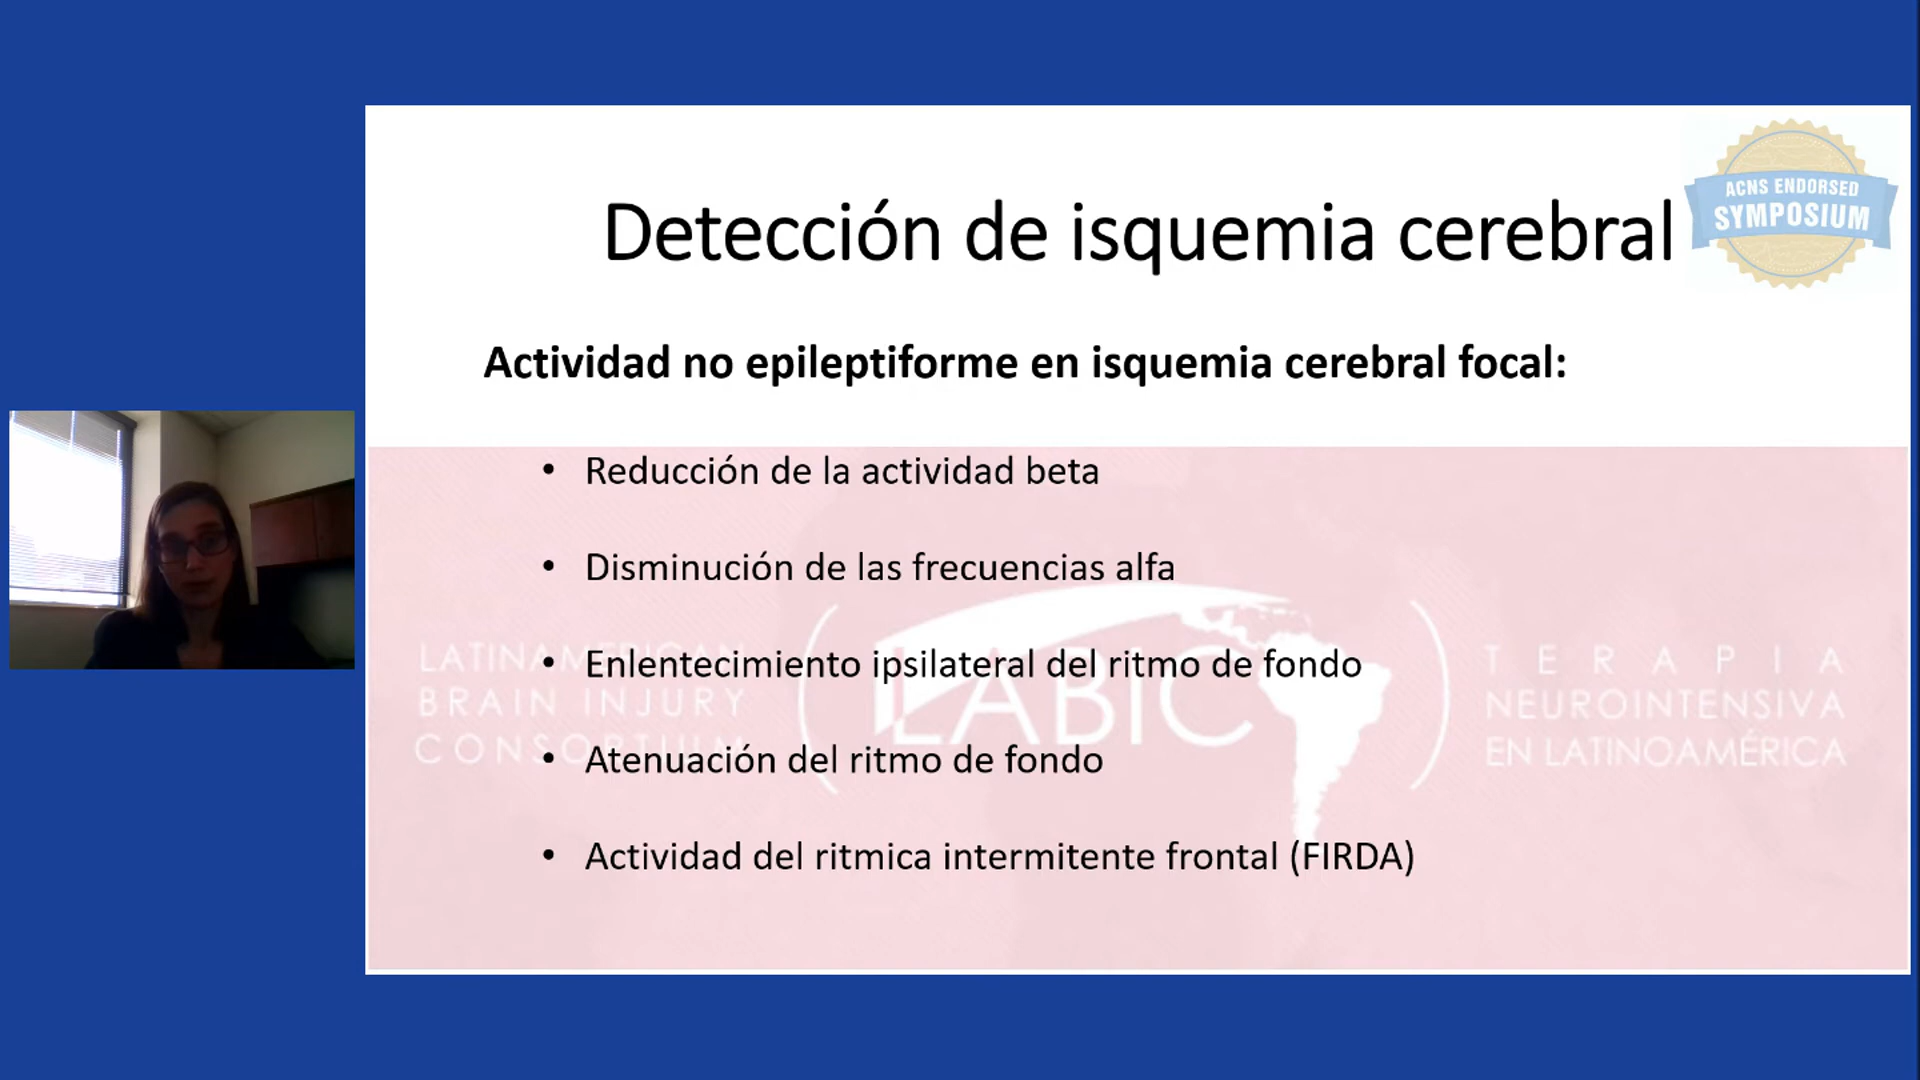 ACNS ENDORSED
SYMPOSIUM
Detección de isquemia cerebral
Actividad no epileptiforme en isquemia cerebral focal:
• Reducción de la actividad beta
• Disminución de las frecuencias alfa
• Enlentecimiento ipsilateral del ritmo de fondo
• Atenuación del ritmo de fondo
• Actividad del ritmica intermitente frontal (FIRDA)
LATINAMERICAN
BRAIN INJURY
CONSORTIUM
LABIC
TERAPIA
NEUROINTENSIVA
EN LATINOAMÉRICA